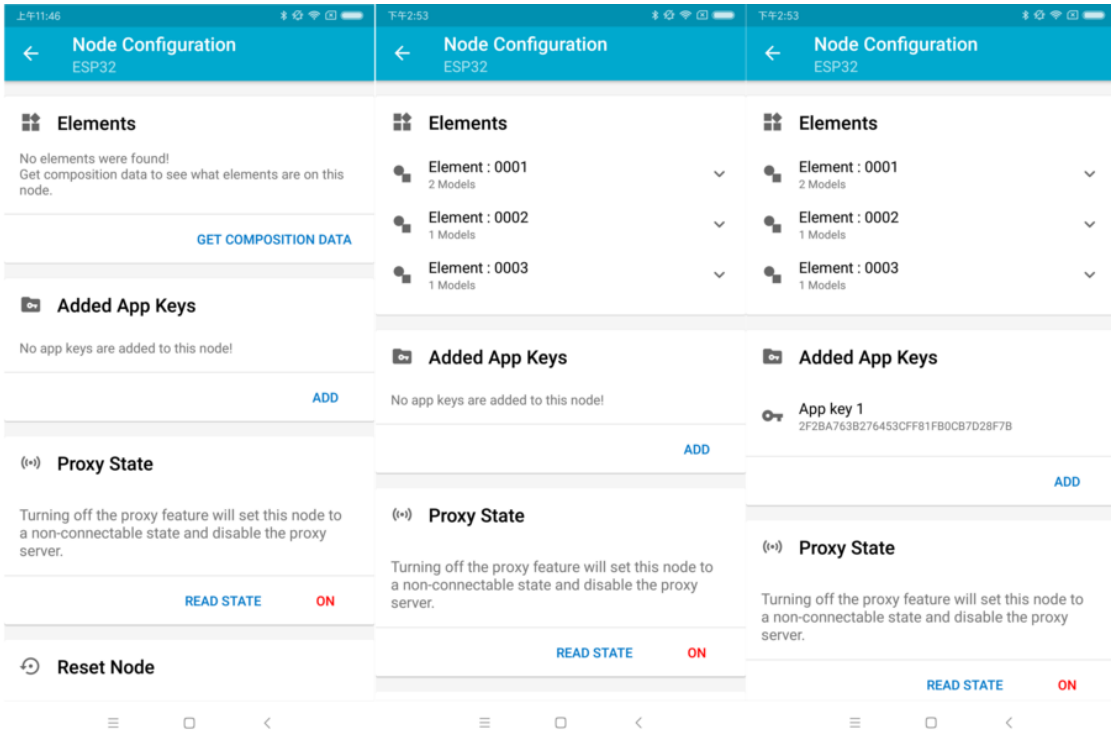 上午11:46
Node Configuration
ESP32
Elements
No elements were found!
Get composition data to see what elements are on this
node.
GET COMPOSITION DATA
Added App Keys
No app keys are added to this node!
ADD
Proxy State
Turning off the proxy feature will set this node to
a non-connectable state and disable the proxy
server.
READ STATE
ON
Reset Node
下午2:53
Node Configuration
ESP32
Elements
Element : 0001
2 Models
Element : 0002
1 Models
Element : 0003
1 Models
Added App Keys
No app keys are added to this node!
ADD
Proxy State
Turning off the proxy feature will set this node to
a non-connectable state and disable the proxy
server.
READ STATE
ON
下午2:53
Node Configuration
ESP32
Elements
Element : 0001
2 Models
Element : 0002
1 Models
Element : 0003
1 Models
Added App Keys
App key 1
2F2BA763B276453CFF81FB0CB7D28F7B
ADD
Proxy State
Turning off the proxy feature will set this node to
a non-connectable state and disable the proxy
server.
READ STATE
ON